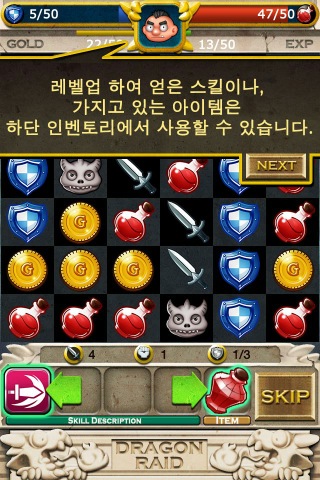 5/50
47/50
GOLD 22/50 13/50 EXP
레벨업 하여 얻은 스킬이나,
가지고 있는 아이템은
하단 인벤토리에서 사용할 수 있습니다.
NEXT
4 1 1/3
SKIP
SKILL DESCRIPTION ITEM
DRAGON
RAID